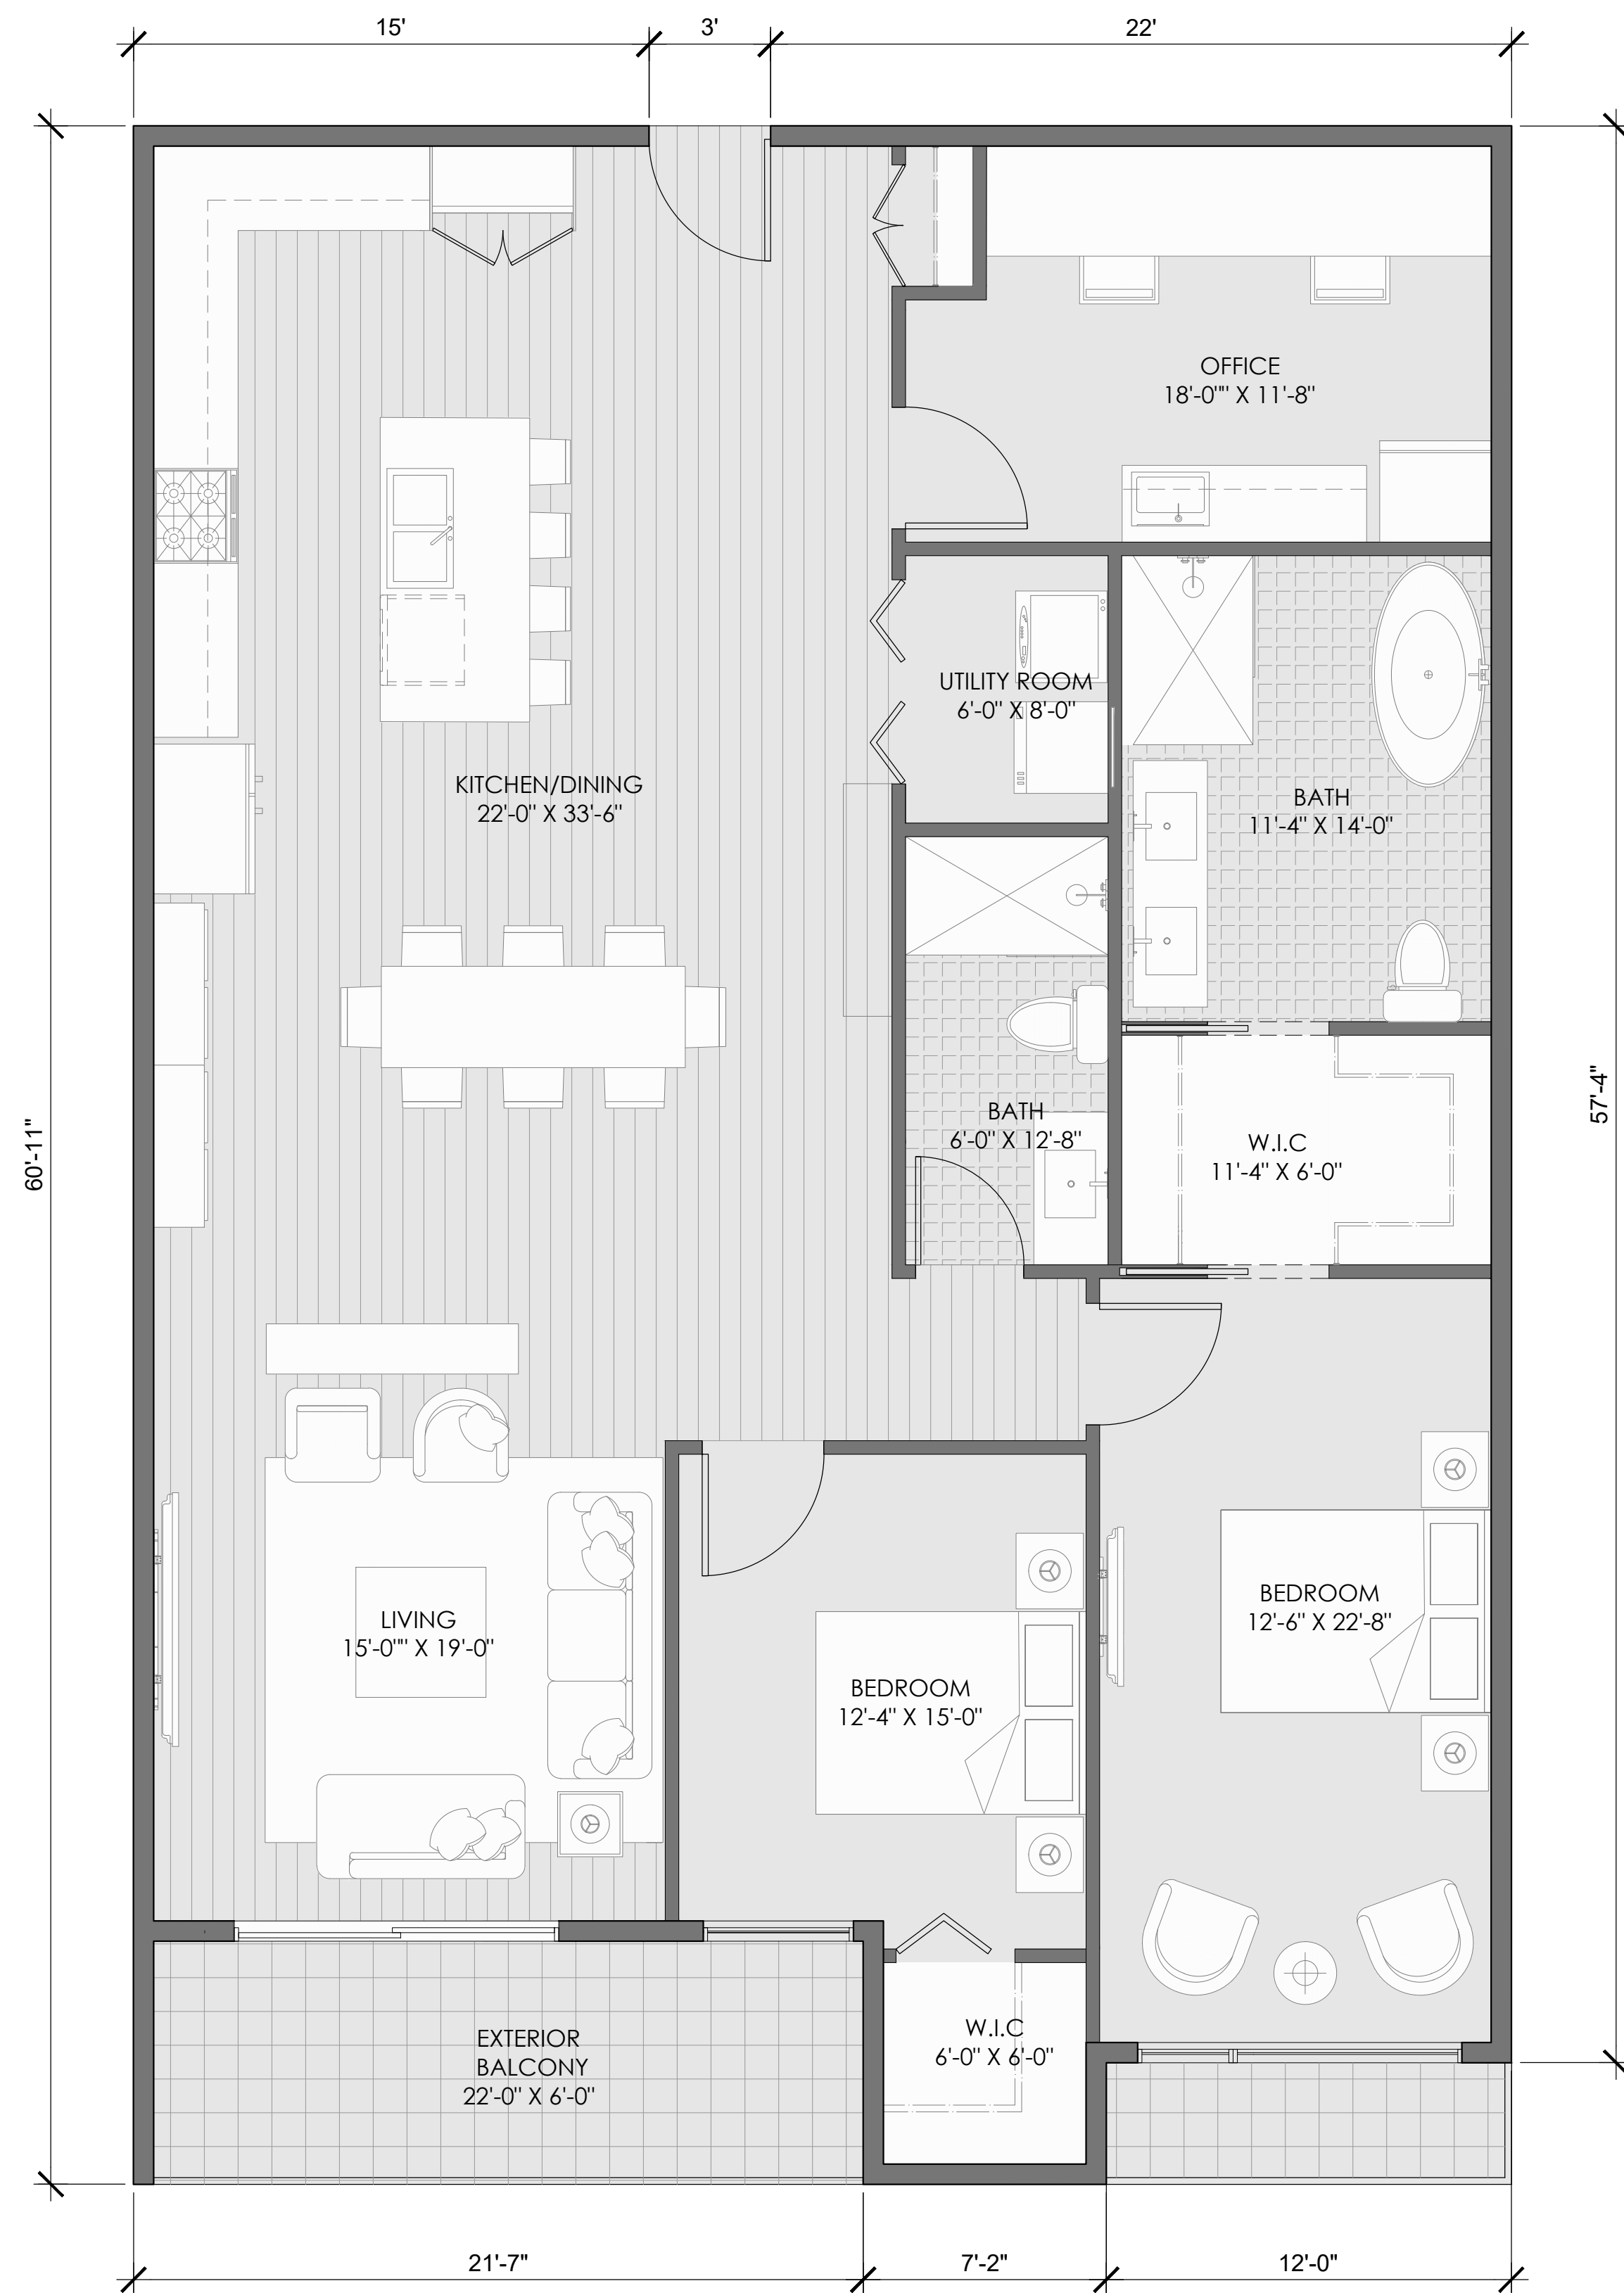 15'
3'
22'
OFFICE
18'-0"" X 11'-8"
UTILITY ROOM
6'-0" X 8'-0"
KITCHEN/DINING
22'-0" X 33'-6"
BATH
11'-4" X 14'-0"
60'-11"
57'-4"
BATH
6'-0" X 12'-8"
W.I.C
11'-4" X 6'-0"
LIVING
15'-0"" X 19'-0"
BEDROOM
12'-6" X 22'-8"
BEDROOM
12'-4" X 15'-0"
EXTERIOR
BALCONY
22'-0" X 6'-0"
W.I.C
6'-0" X 6'-0"
21'-7"
7'-2"
12'-0"